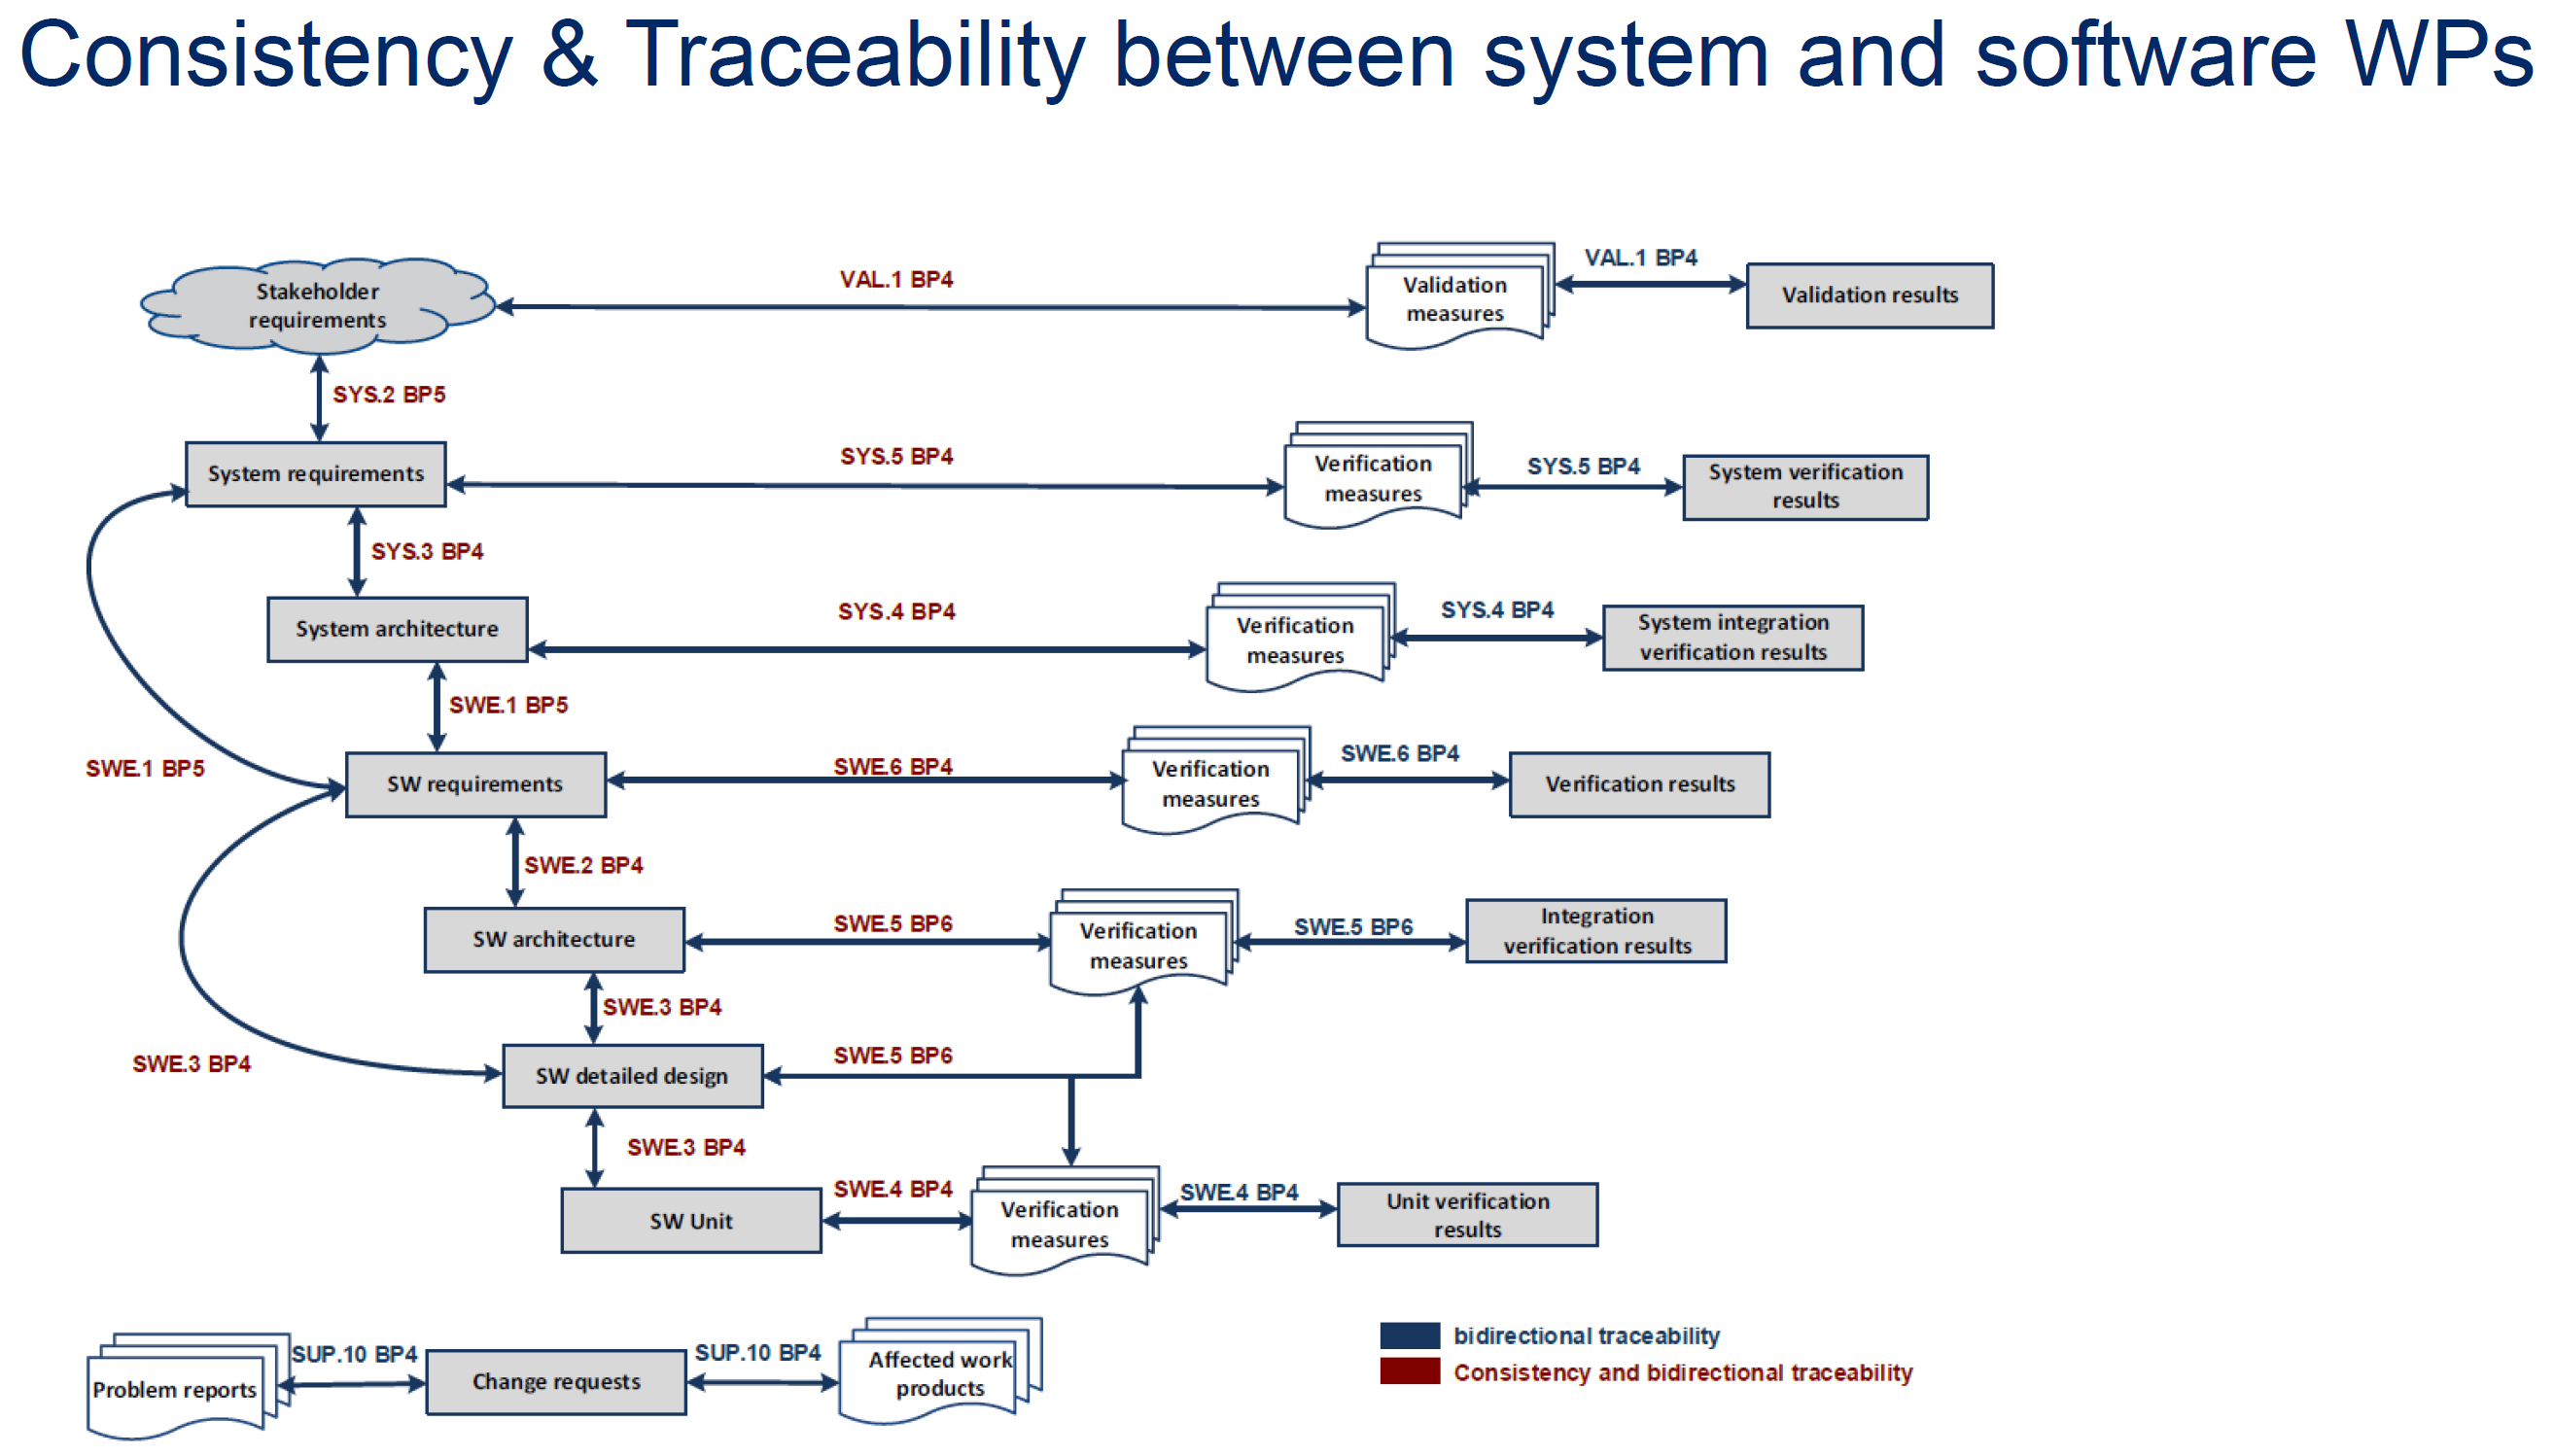 Consistency & Traceability between system and software WPs
Stakeholder
requirements
VAL.1 BP4
Validation
measures
VAL.1 BP4
Validation results
SYS.2 BP5
System requirements
SYS.5 BP4
Verification
measures
SYS.5 BP4
System verification
results
SYS.3 BP4
System architecture
SYS.4 BP4
Verification
measures
SYS.4 BP4
System integration
verification results
SWE.1 BP5
SWE.1 BP5
SW requirements
SWE.6 BP4
Verification
measures
SWE.6 BP4
Verification results
SWE.2 BP4
SW architecture
SWE.5 BP6
Verification
measures
SWE.5 BP6
Integration
verification results
SWE.3 BP4
SWE.3 BP4
SW detailed design
SWE.5 BP6
SWE.3 BP4
SW Unit
SWE.4 BP4
Verification
measures
SWE.4 BP4
Unit verification
results
Problem reports
SUP.10 BP4
Change requests
SUP.10 BP4
Affected work
products
bidirectional traceability
Consistency and bidirectional traceability